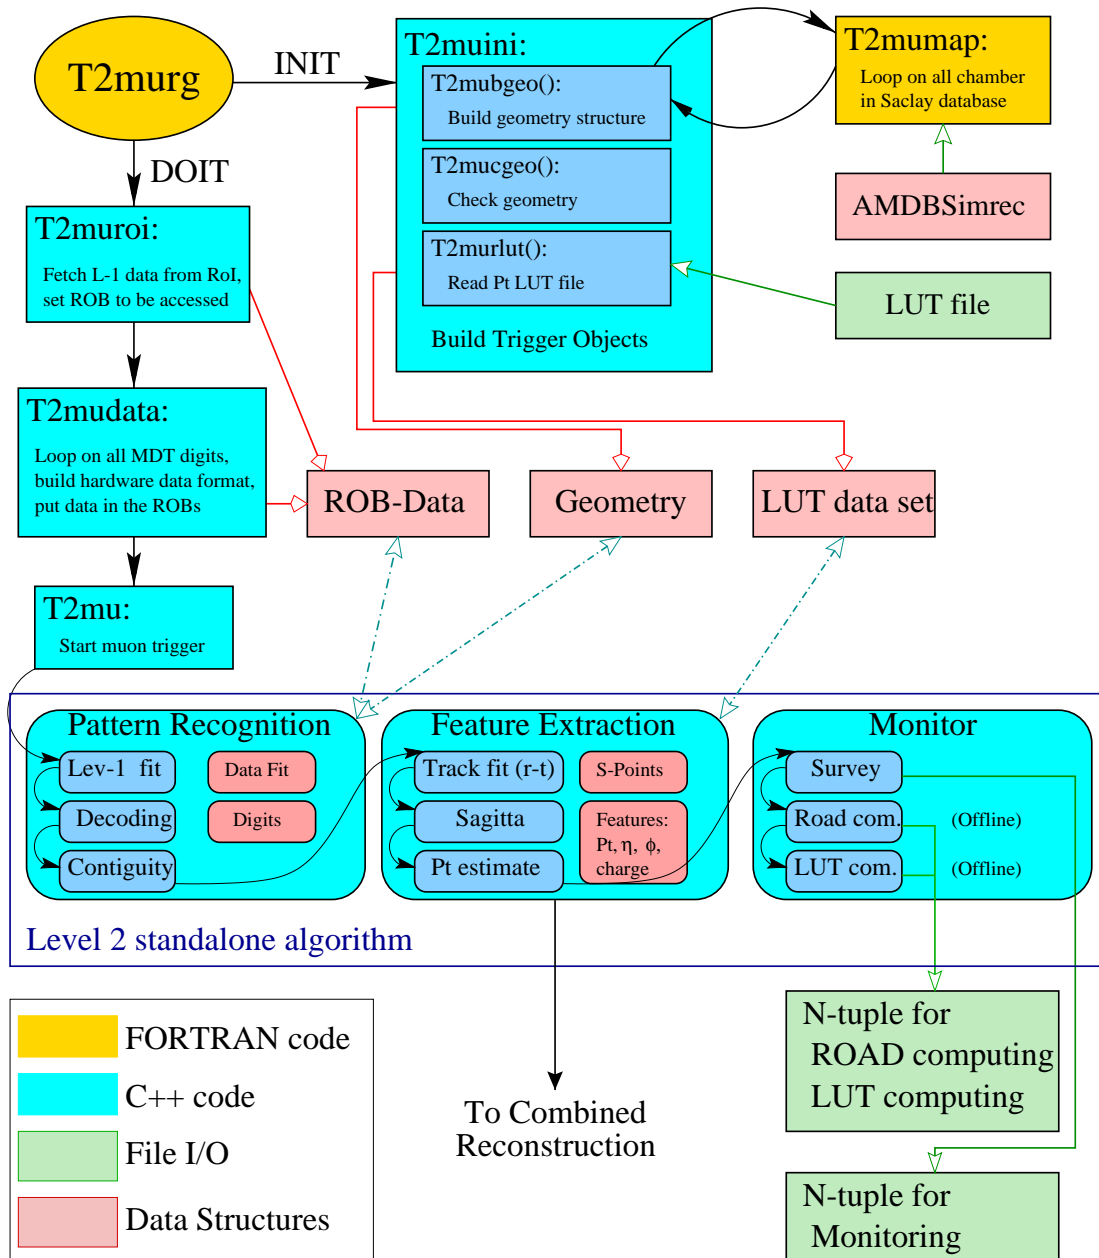 T2murg
INIT
DOIT
T2muini:
T2mubgeo():
Build geometry structure
T2mucgeo():
Check geometry
T2murlut():
Read Pt LUT file
Build Trigger Objects
T2mumap:
Loop on all chamber
in Saclay database
AMDBSimrec
LUT file
T2muroi:
Fetch L-1 data from RoI,
set ROB to be accessed
T2mudata:
Loop on all MDT digits,
build hardware data format,
put data in the ROBs
ROB-Data
Geometry
LUT data set
T2mu:
Start muon trigger
Pattern Recognition
Lev-1 fit
Decoding
Contiguity
Data Fit
Digits
Feature Extraction
Track fit (r-t)
Sagitta
Pt estimate
S-Points
Features:
Pt, η, ϕ,
charge
Monitor
Survey
Road com.
(Offline)
LUT com.
(Offline)
Level 2 standalone algorithm
FORTRAN code
C++ code
File I/O
Data Structures
To Combined
Reconstruction
N-tuple for
ROAD computing
LUT computing
N-tuple for
Monitoring